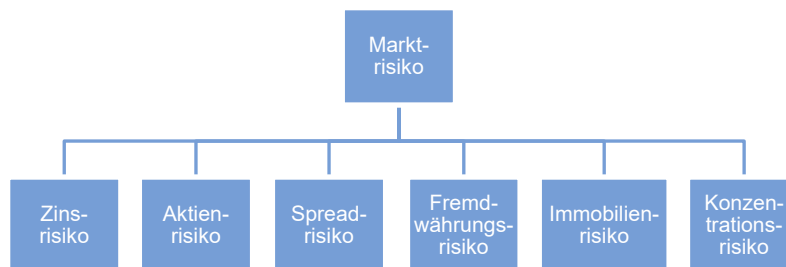 Markt-
risiko
Zins-
risiko
Aktien-
risiko
Spread-
risiko
Fremd-
währungs-
risiko
Immobilien-
risiko
Konzen-
trations-
risiko